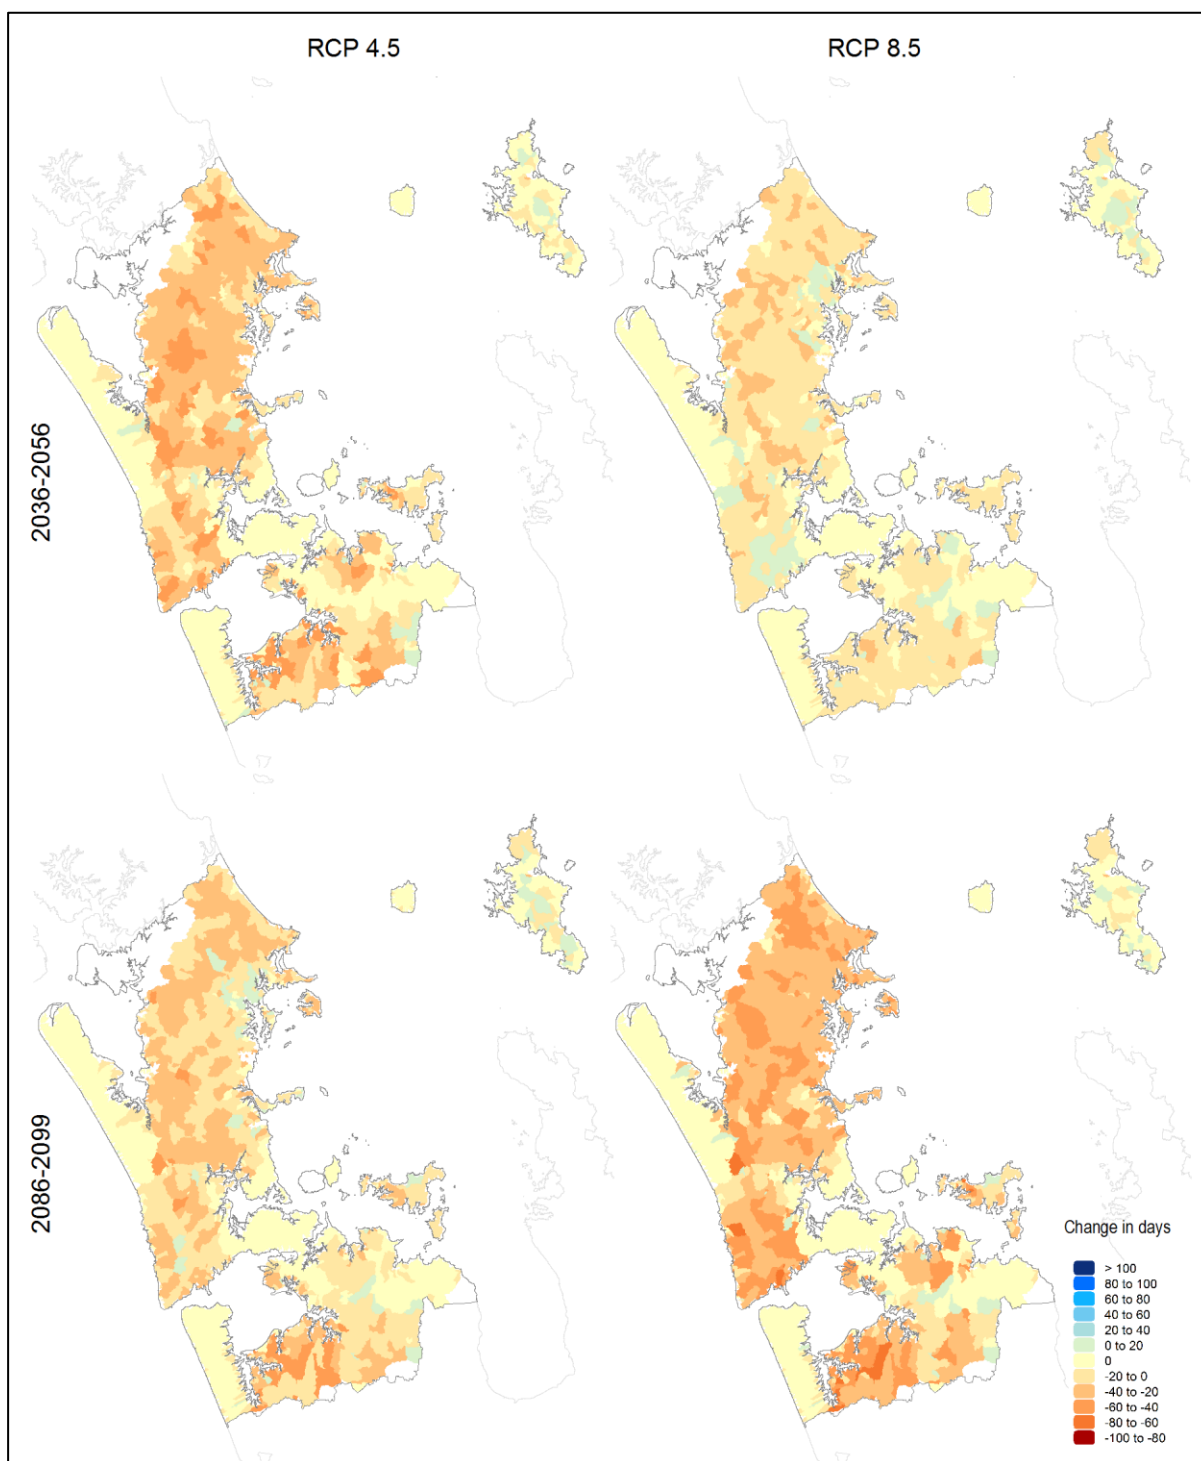 RCP 4.5
RCP 8.5
2036-2056
2086-2099
Change in days
> 100
80 to 100
60 to 80
40 to 60
20 to 40
0 to 20
0
-20 to 0
-40 to -20
-60 to -40
-80 to -60
-100 to -80